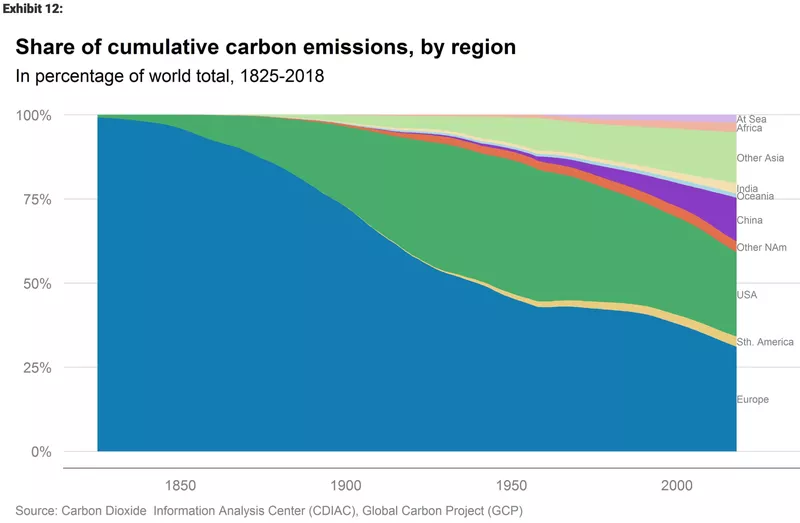 Exhibit 12:
Share of cumulative carbon emissions, by region
In percentage of world total, 1825-2018
100%
75%
50%
25%
0%
At Sea
Africa
Other Asia
India
Oceania
China
Other NAm
USA
Sth. America
Europe
1850
1900
1950
2000
Source: Carbon Dioxide Information Analysis Center (CDIAC), Global Carbon Project (GCP)